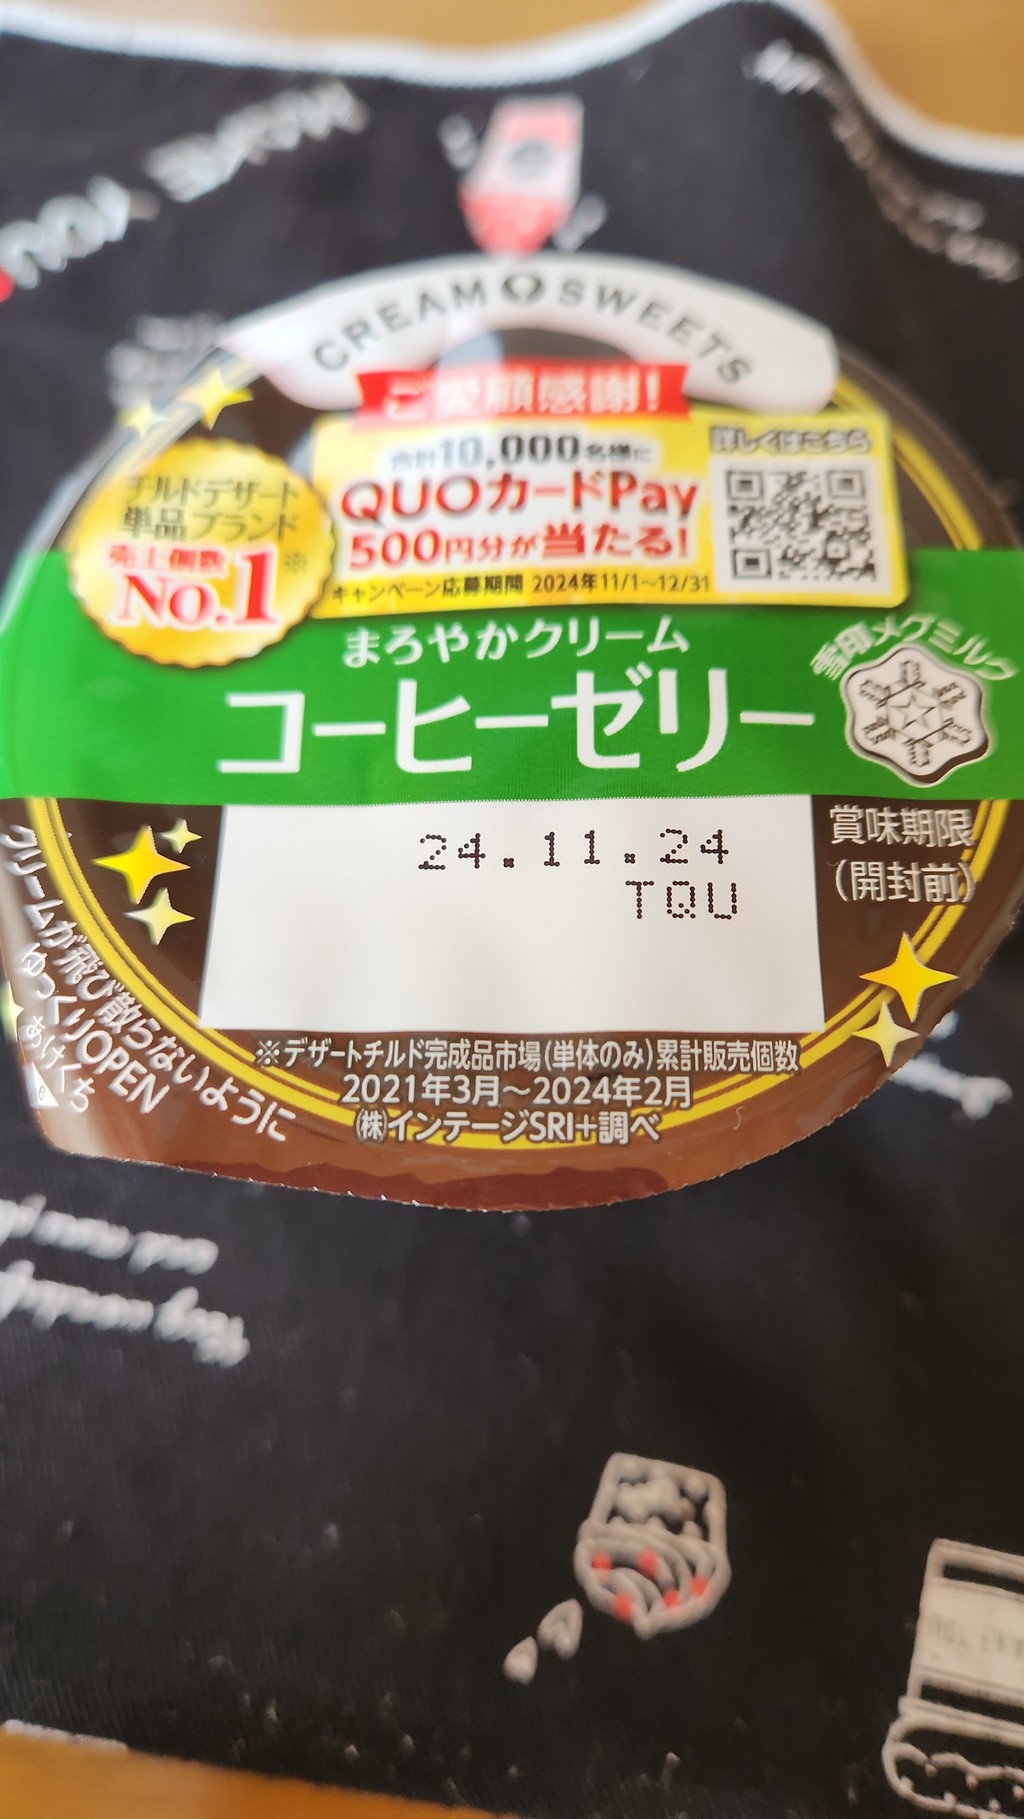 CREAM SWEETS
ご愛顧感謝!
合計10,000名様に
QUOカードPay
500円分が当たる!
キャンペーン応募期間 2024年11/1~12/31
詳しくはこちら
チルドデザート
単品ブランド
売上個数※
No.1
まろやかクリーム
コーヒーゼリー
雪印メグミルク
24.11.24
TQU
賞味期限
(開封前)
クリームが飛び散らないように
ゆっくりOPEN
あけくち
※デザートチルド完成品市場(単体のみ)累計販売個数
2021年3月~2024年2月
(株)インテージSRI+調べ